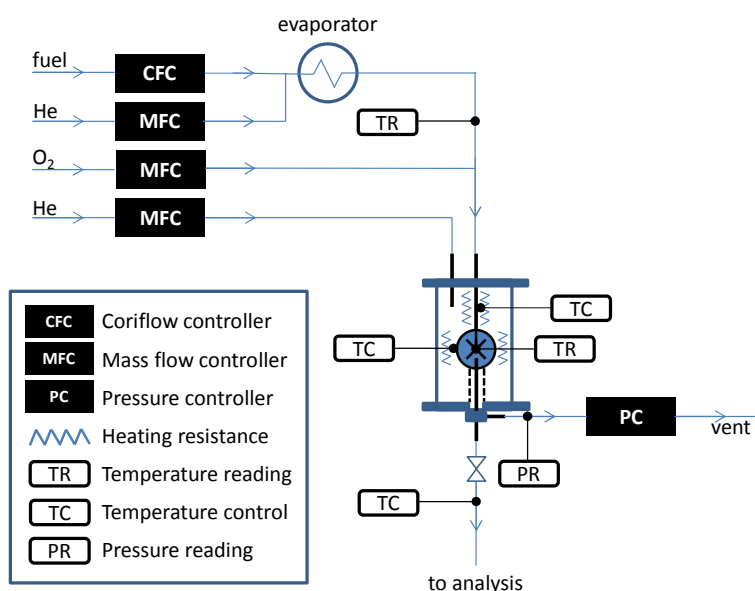 evaporator
fuel
CFC
He
MFC
TR
O2
MFC
He
MFC
TC
TC
TR
CFC Coriflow controller
MFC Mass flow controller
PC Pressure controller
Heating resistance
TR Temperature reading
TC Temperature control
PR Pressure reading
PC
vent
PR
TC
to analysis